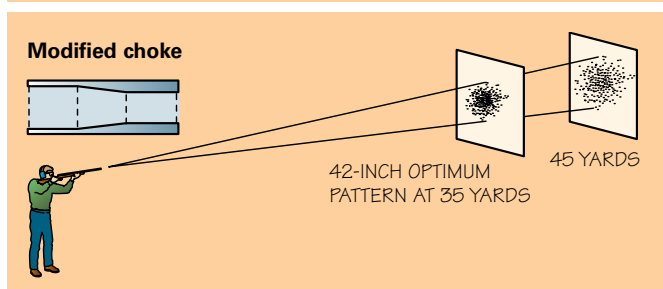 Modified choke
42-INCH OPTIMUM
PATTERN AT 35 YARDS
45 YARDS